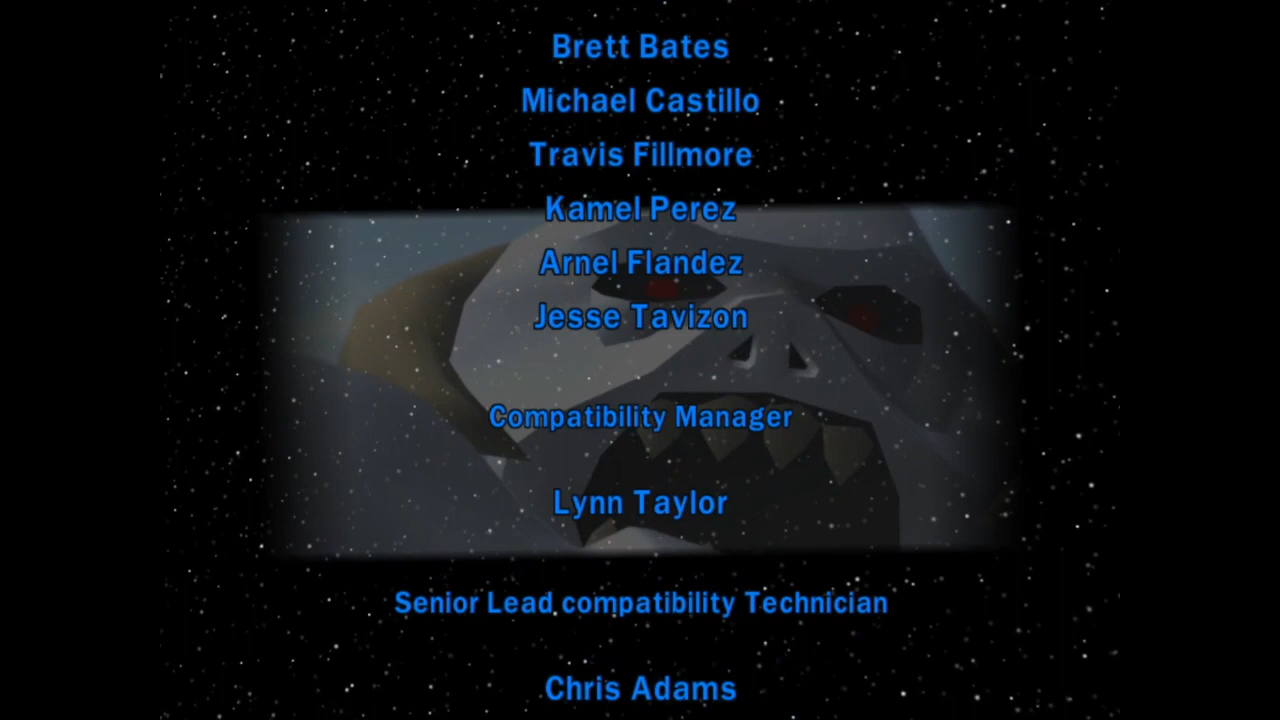 Brett Bates
Michael Castillo
Travis Fillmore
Kamel Perez
Arnel Flandez
Jesse Tavizon
Compatibility Manager
Lynn Taylor
Senior Lead compatibility Technician
Chris Adams